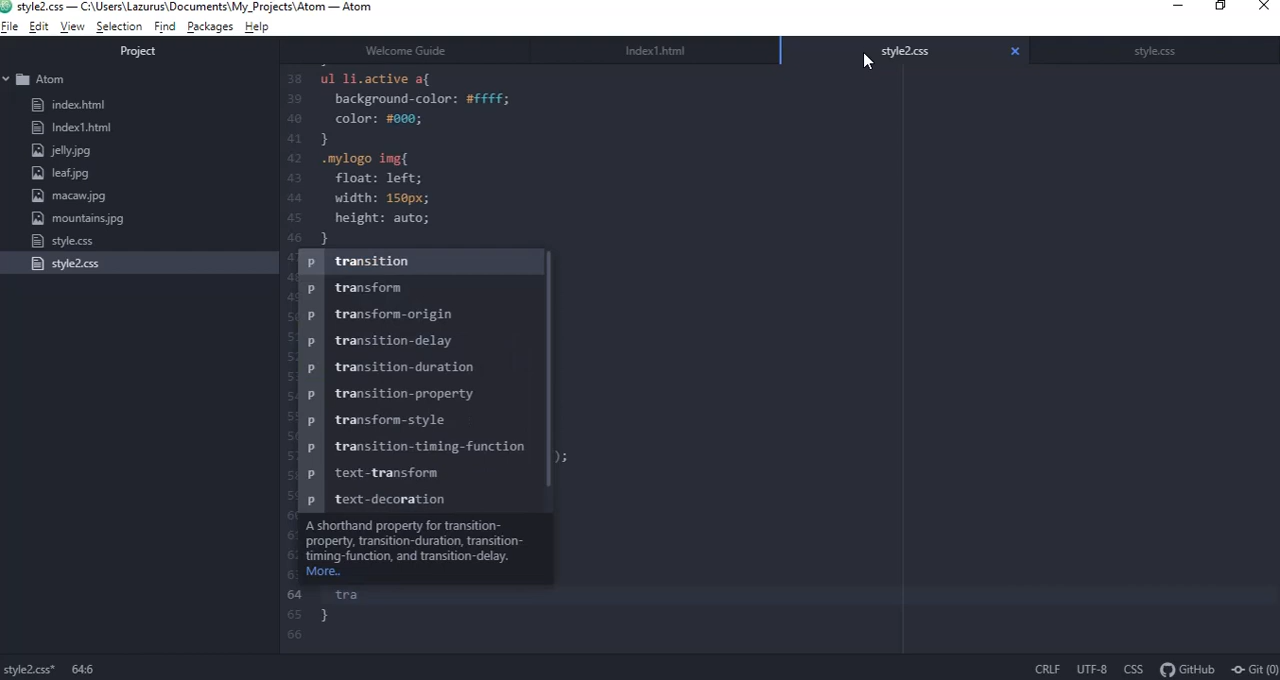 style2.css — C:\Users\Lazurus\Documents\My_Projects\Atom — Atom
File Edit View Selection Find Packages Help
Project
Welcome Guide
Index1.html
style2.css
style.css
Atom
index.html
Index1.html
jelly.jpg
leaf.jpg
macaw.jpg
mountains.jpg
style.css
style2.css
38 ul li.active a{
39 background-color: #ffff;
40 color: #000;
41 }
42 .mylogo img{
43 float: left;
44 width: 150px;
45 height: auto;
46 }
p transition
p transform
p transform-origin
p transition-delay
p transition-duration
p transition-property
p transform-style
p transition-timing-function
);
p text-transform
p text-decoration
A shorthand property for transition-
property, transition-duration, transition-
timing-function, and transition-delay.
More..
64 tra
65 }
66
style2.css* 64:6 CRLF UTF-8 CSS GitHub Git (0)